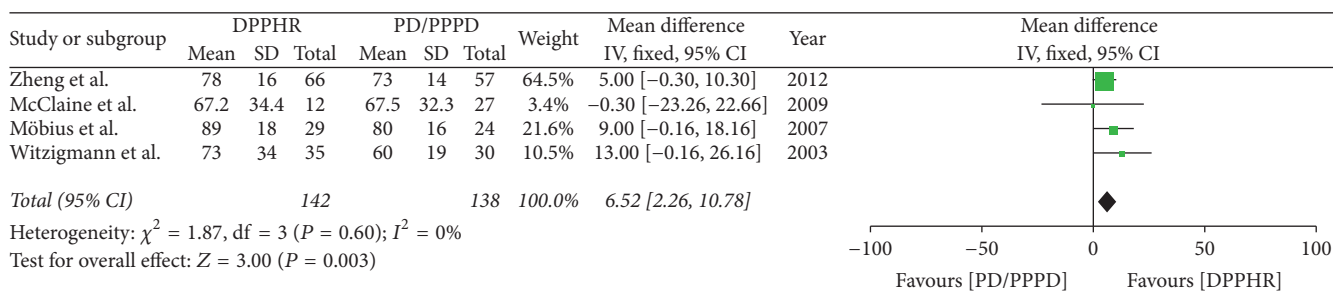 DPPHR PD/PPPD Mean difference Mean difference
Study or subgroup Weight Year
Mean SD Total Mean SD Total IV, fixed, 95% CI IV, fixed, 95% CI
Zheng et al. 78 16 66 73 14 57 64.5% 5.00 [−0.30, 10.30] 2012
McClaine et al. 67.2 34.4 12 67.5 32.3 27 3.4% −0.30 [−23.26, 22.66] 2009
Möbius et al. 89 18 29 80 16 24 21.6% 9.00 [−0.16, 18.16] 2007
Witzigmann et al. 73 34 35 60 19 30 10.5% 13.00 [−0.16, 26.16] 2003
Total (95% CI) 142 138 100.0% 6.52 [2.26, 10.78]
Heterogeneity: χ² = 1.87, df = 3 (P = 0.60); I² = 0%
Test for overall effect: Z = 3.00 (P = 0.003)
−100 −50 0 50 100
Favours [PD/PPPD] Favours [DPPHR]